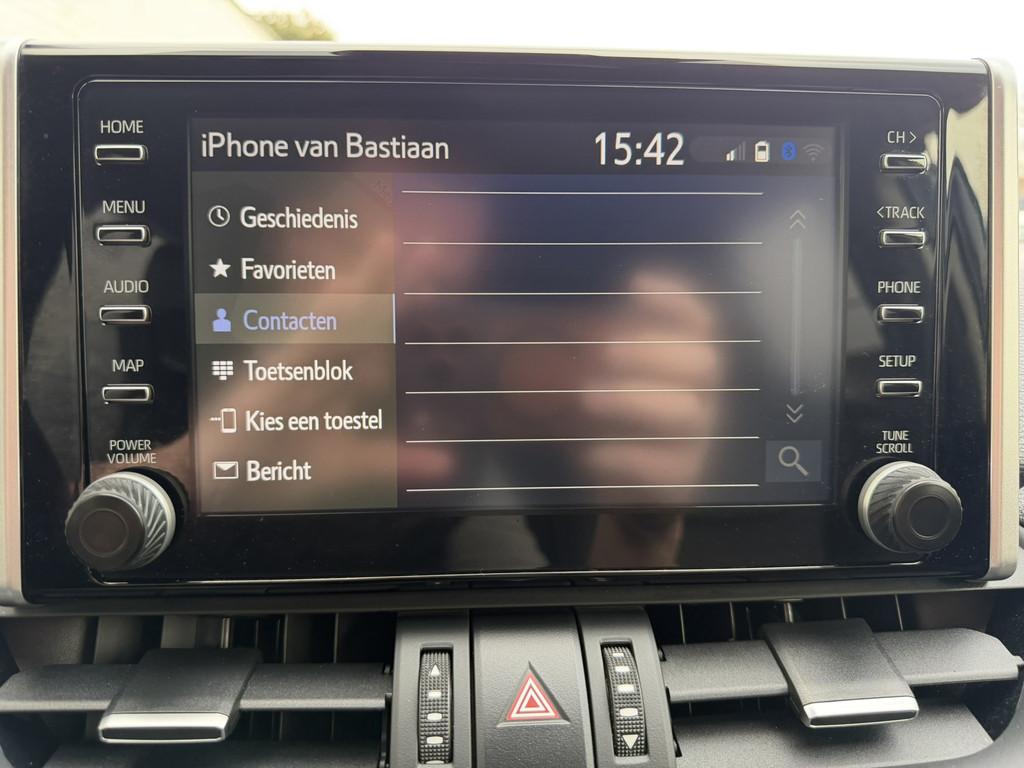 HOME
MENU
AUDIO
MAP
POWER
VOLUME
iPhone van Bastiaan 15:42
Geschiedenis
Favorieten
Contacten
Toetsenblok
Kies een toestel
Bericht
CH >
<TRACK
PHONE
SETUP
TUNE
SCROLL